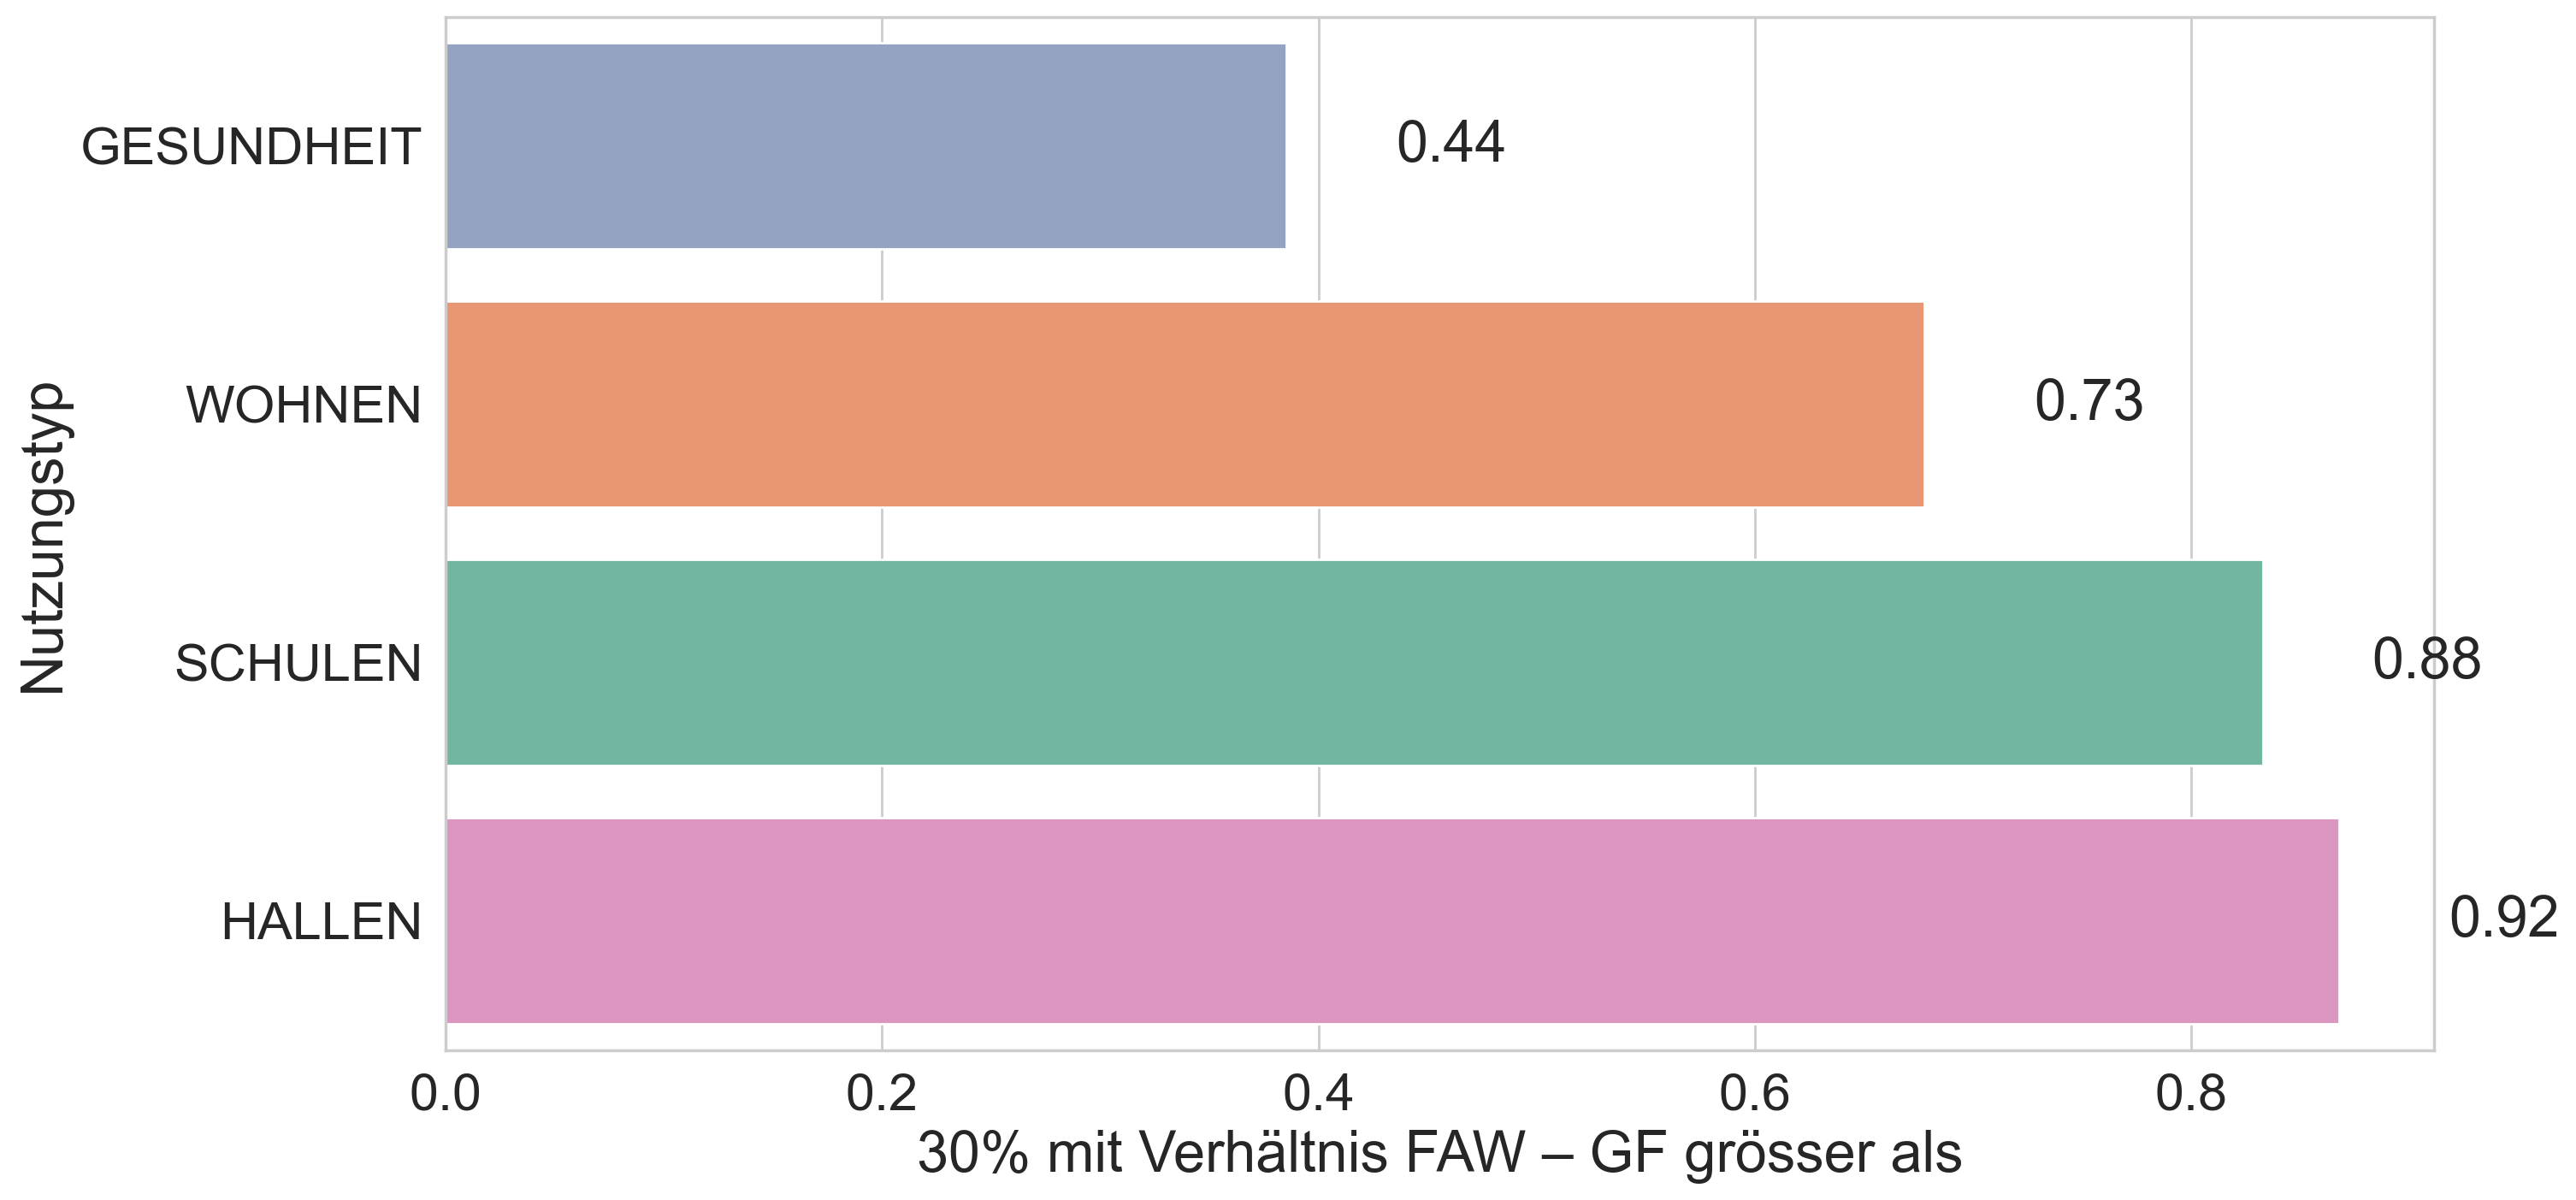 GESUNDHEIT
0.44
WOHNEN
0.73
SCHULEN
0.88
HALLEN
0.92
Nutzungstyp
0.0 0.2 0.4 0.6 0.8
30% mit Verhältnis FAW – GF grösser als